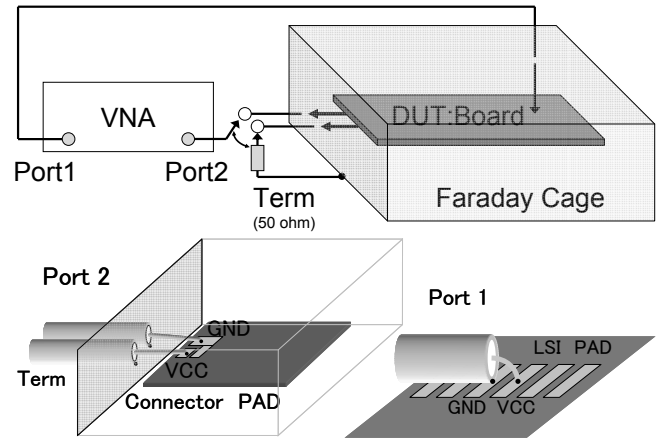 VNA
Port1
Port2
Term
(50 ohm)
DUT:Board
Faraday Cage
Port 2
GND
VCC
Term
Connector PAD
Port 1
LSI PAD
GND VCC